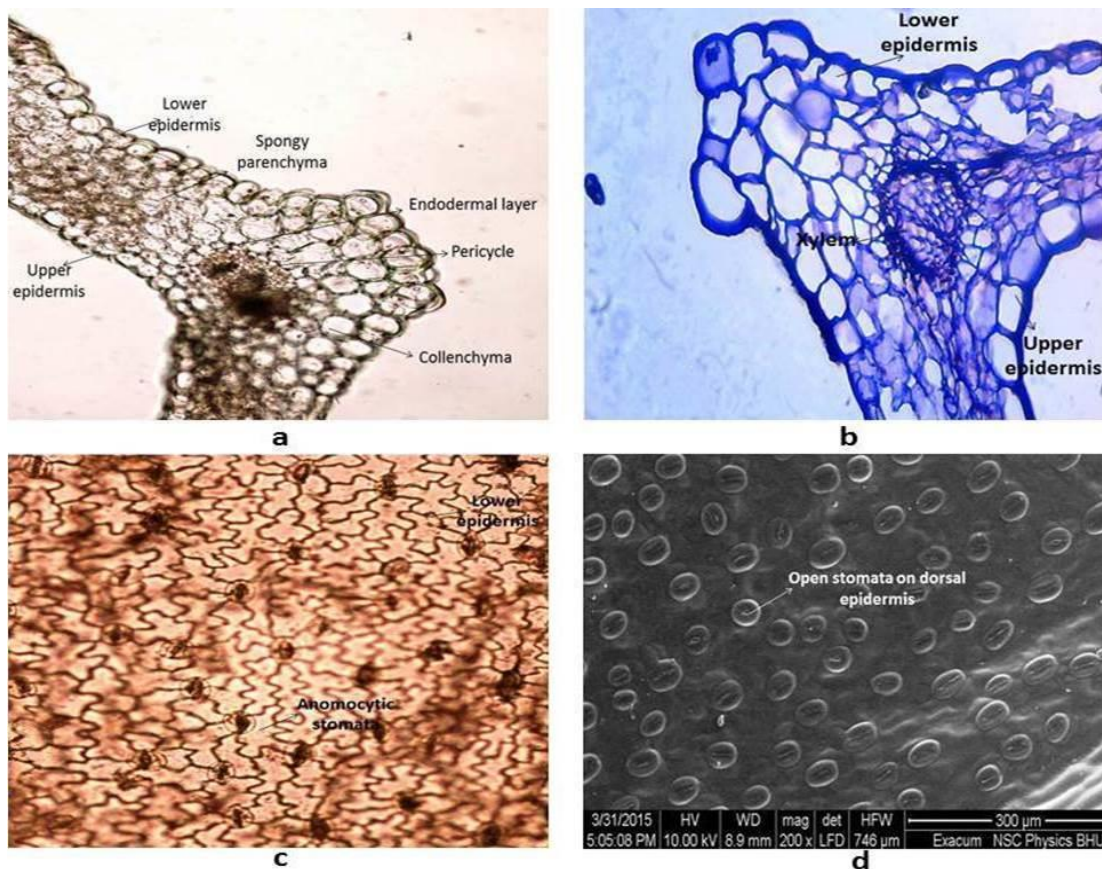 Lower
epidermis
Spongy
parenchyma
Endodermal layer
Pericycle
Upper
epidermis
Collenchyma
a
Lower
epidermis
Xylem
Upper
epidermis
b
Lower
epidermis
Anomocytic
stomata
c
Open stomata on dorsal
epidermis
3/31/2015 HV WD mag det HFW 300 µm
5:05:08 PM 10.00 kV 8.9 mm 200 x LFD 746 µm Exacum NSC Physics BHU
d